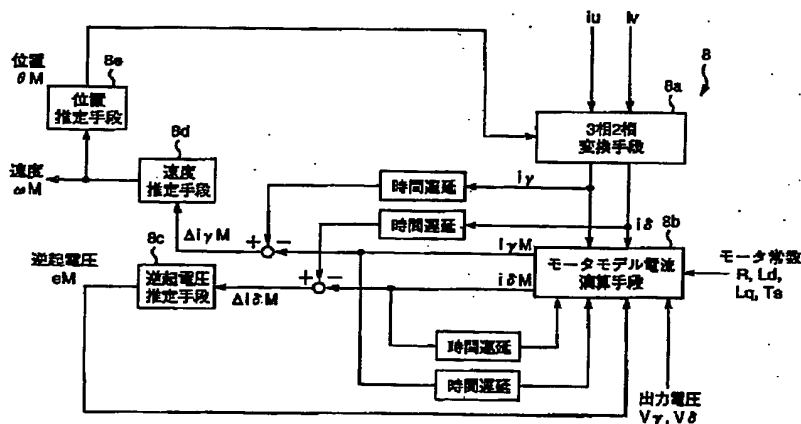 iu
iv
8
8a
3相2相
変換手段
位置
θM
8e
位置
推定手段
8d
速度
ωM
速度
推定手段
時間遅延
iγ
時間遅延
iδ
8b
ΔiγM
+
-
iγM
モータモデル電流
演算手段
モータ常数
R, Ld,
Lq, Ts
逆起電圧
eM
8c
逆起電圧
推定手段
ΔiδM
+
-
iδM
時間遅延
時間遅延
出力電圧
Vγ, Vδ